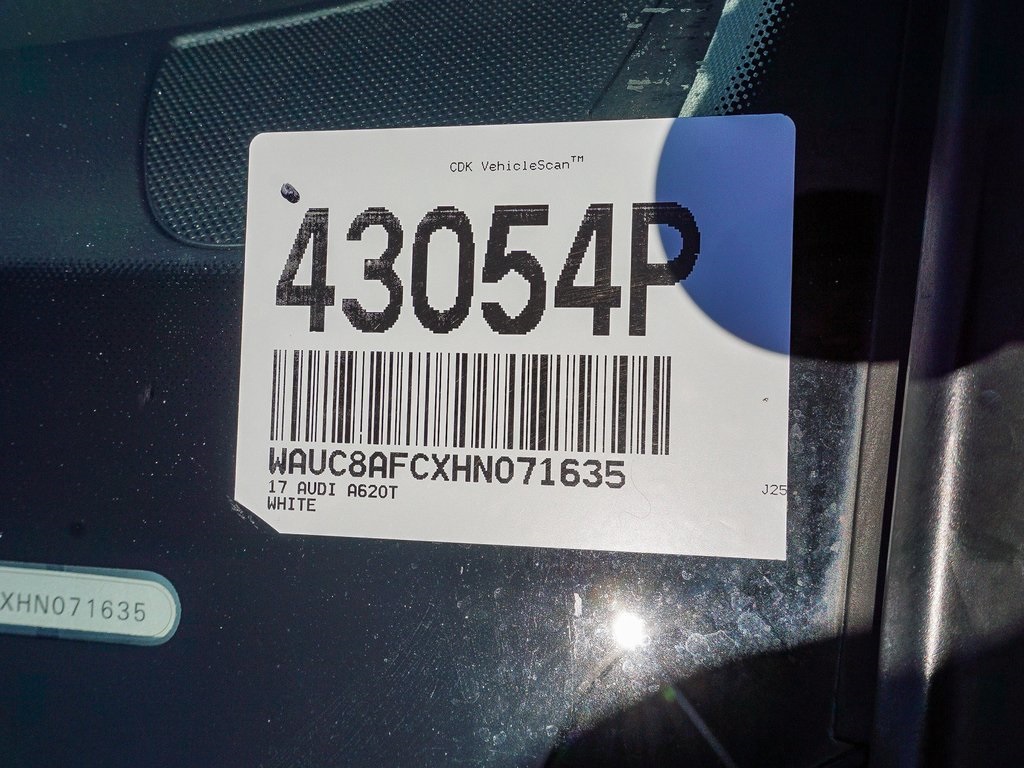 CDK VehicleScan™
43054P
WAUC8AFCXHN071635
17 AUDI A620T
WHITE
J25
XHN071635